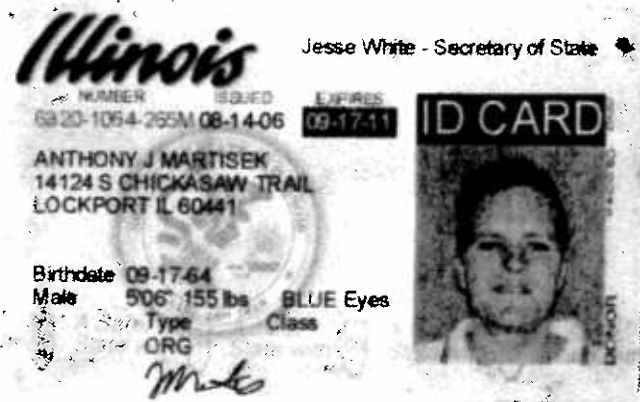 Illinois
Jesse White - Secretary of State
NUMBER ISSUED EXPIRES
08-14-06 09-17-11
ID CARD
ANTHONY J MARTISEK
14124 S CHICKASAW TRAIL
LOCKPORT IL 60441
Birthdate 09-17-64
Male 5'06" 155 lbs BLUE Eyes
Type Class
ORG
DONOR